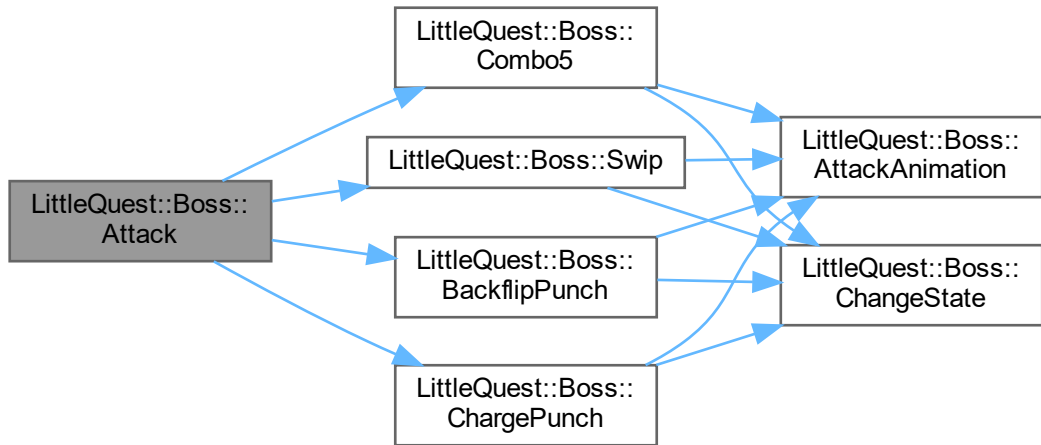 LittleQuest::Boss::
Attack
LittleQuest::Boss::
Combo5
LittleQuest::Boss::Swip
LittleQuest::Boss::
BackflipPunch
LittleQuest::Boss::
ChargePunch
LittleQuest::Boss::
AttackAnimation
LittleQuest::Boss::
ChangeState